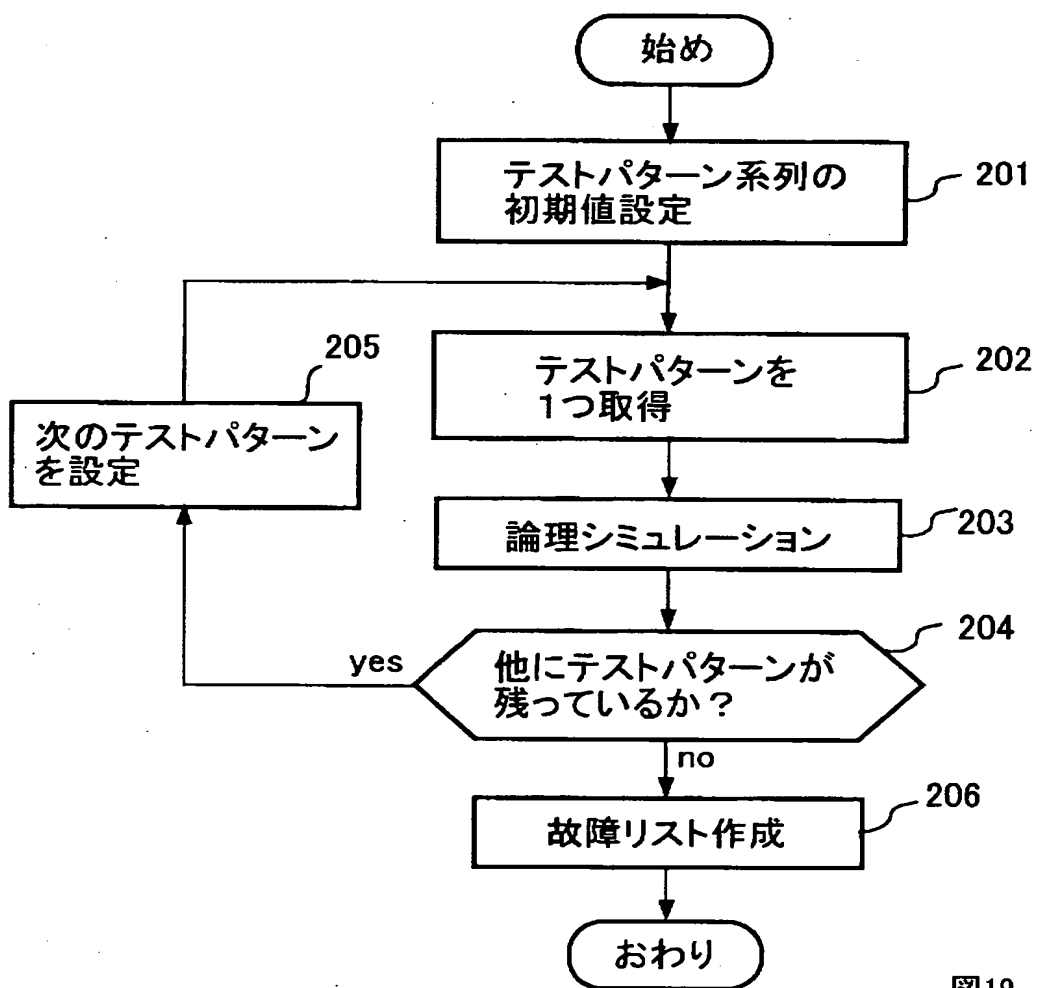 始め
テストパターン系列の
初期値設定
201
テストパターンを
1つ取得
202
205
次のテストパターン
を設定
論理シミュレーション
203
204
他にテストパターンが
残っているか？
yes
no
故障リスト作成
206
おわり
図19